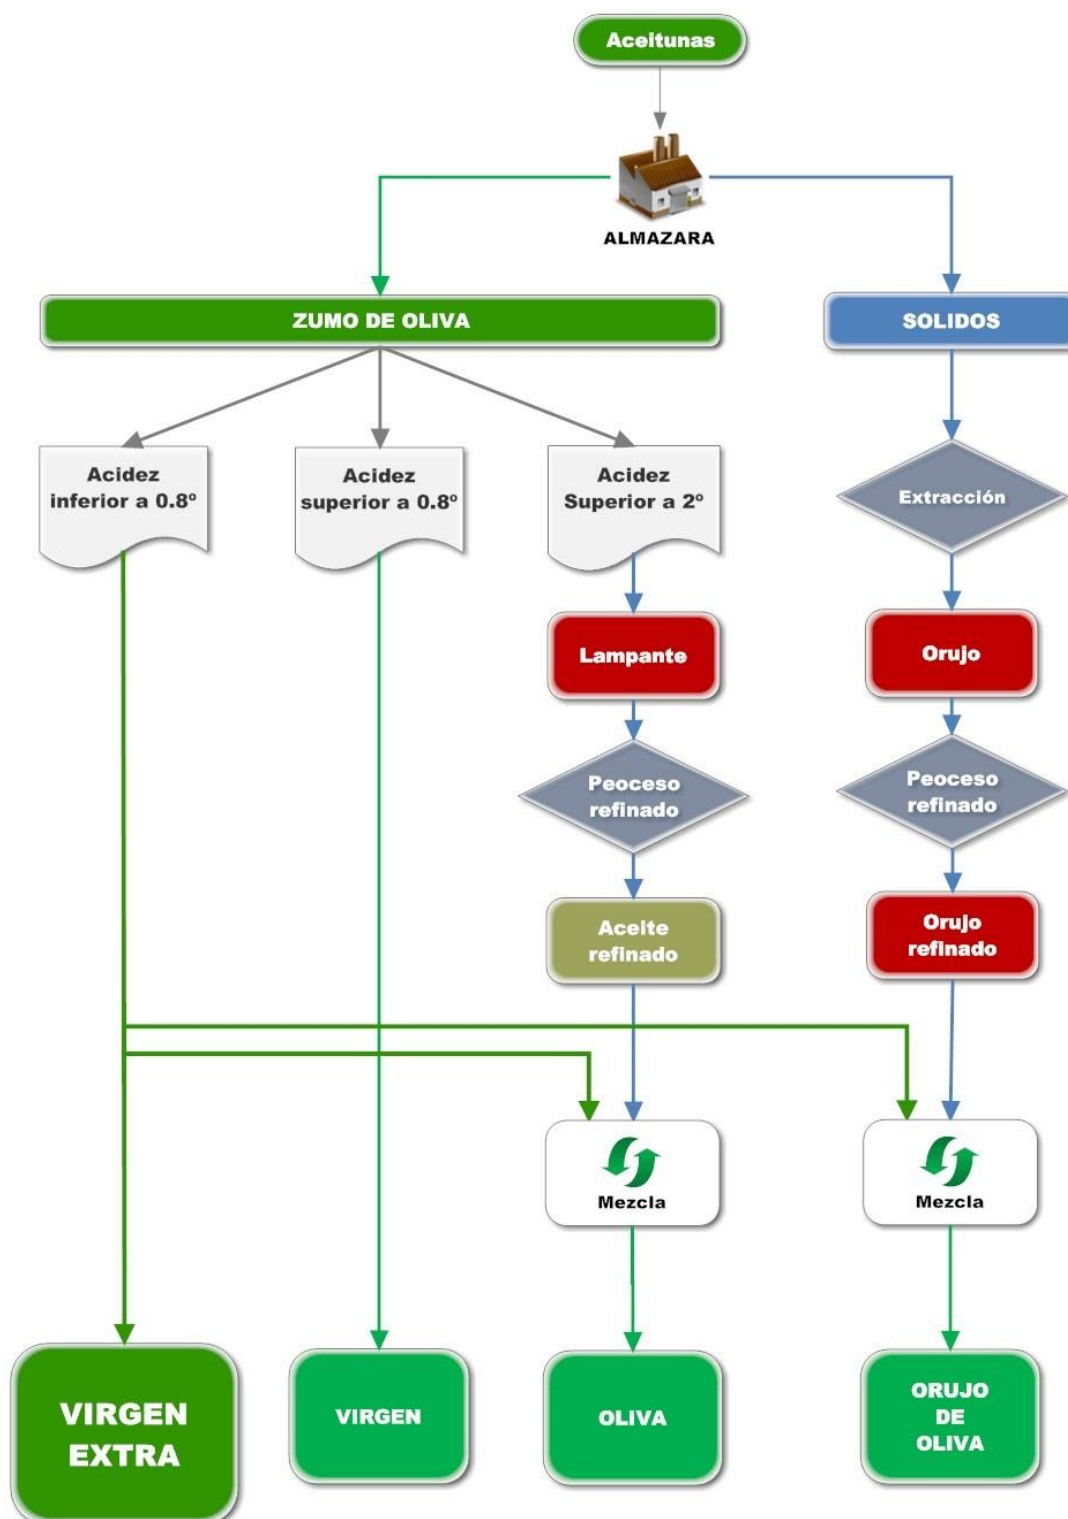 Aceitunas
ALMAZARA
ZUMO DE OLIVA
SOLIDOS
Acidez
inferior a 0.8º
Acidez
superior a 0.8º
Acidez
Superior a 2º
Extracción
Lampante
Orujo
Peoceso
refinado
Peoceso
refinado
Aceite
refinado
Orujo
refinado
Mezcla
Mezcla
VIRGEN
EXTRA
VIRGEN
OLIVA
ORUJO
DE
OLIVA